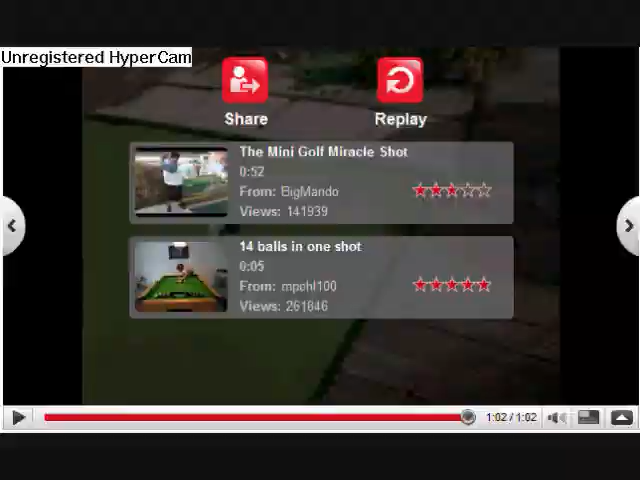 Unregistered HyperCam
Share
Replay
The Mini Golf Miracle Shot
0:52
From: BigMando
Views: 141939
14 balls in one shot
0:05
From: mpohl100
Views: 261846
1:02 / 1:02